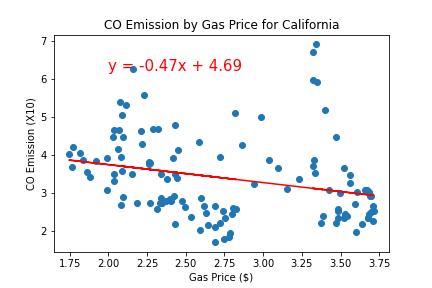 CO Emission by Gas Price for California
y = -0.47x + 4.69
CO Emission (X10)
7
6
5
4
3
2
1.75 2.00 2.25 2.50 2.75 3.00 3.25 3.50 3.75
Gas Price ($)